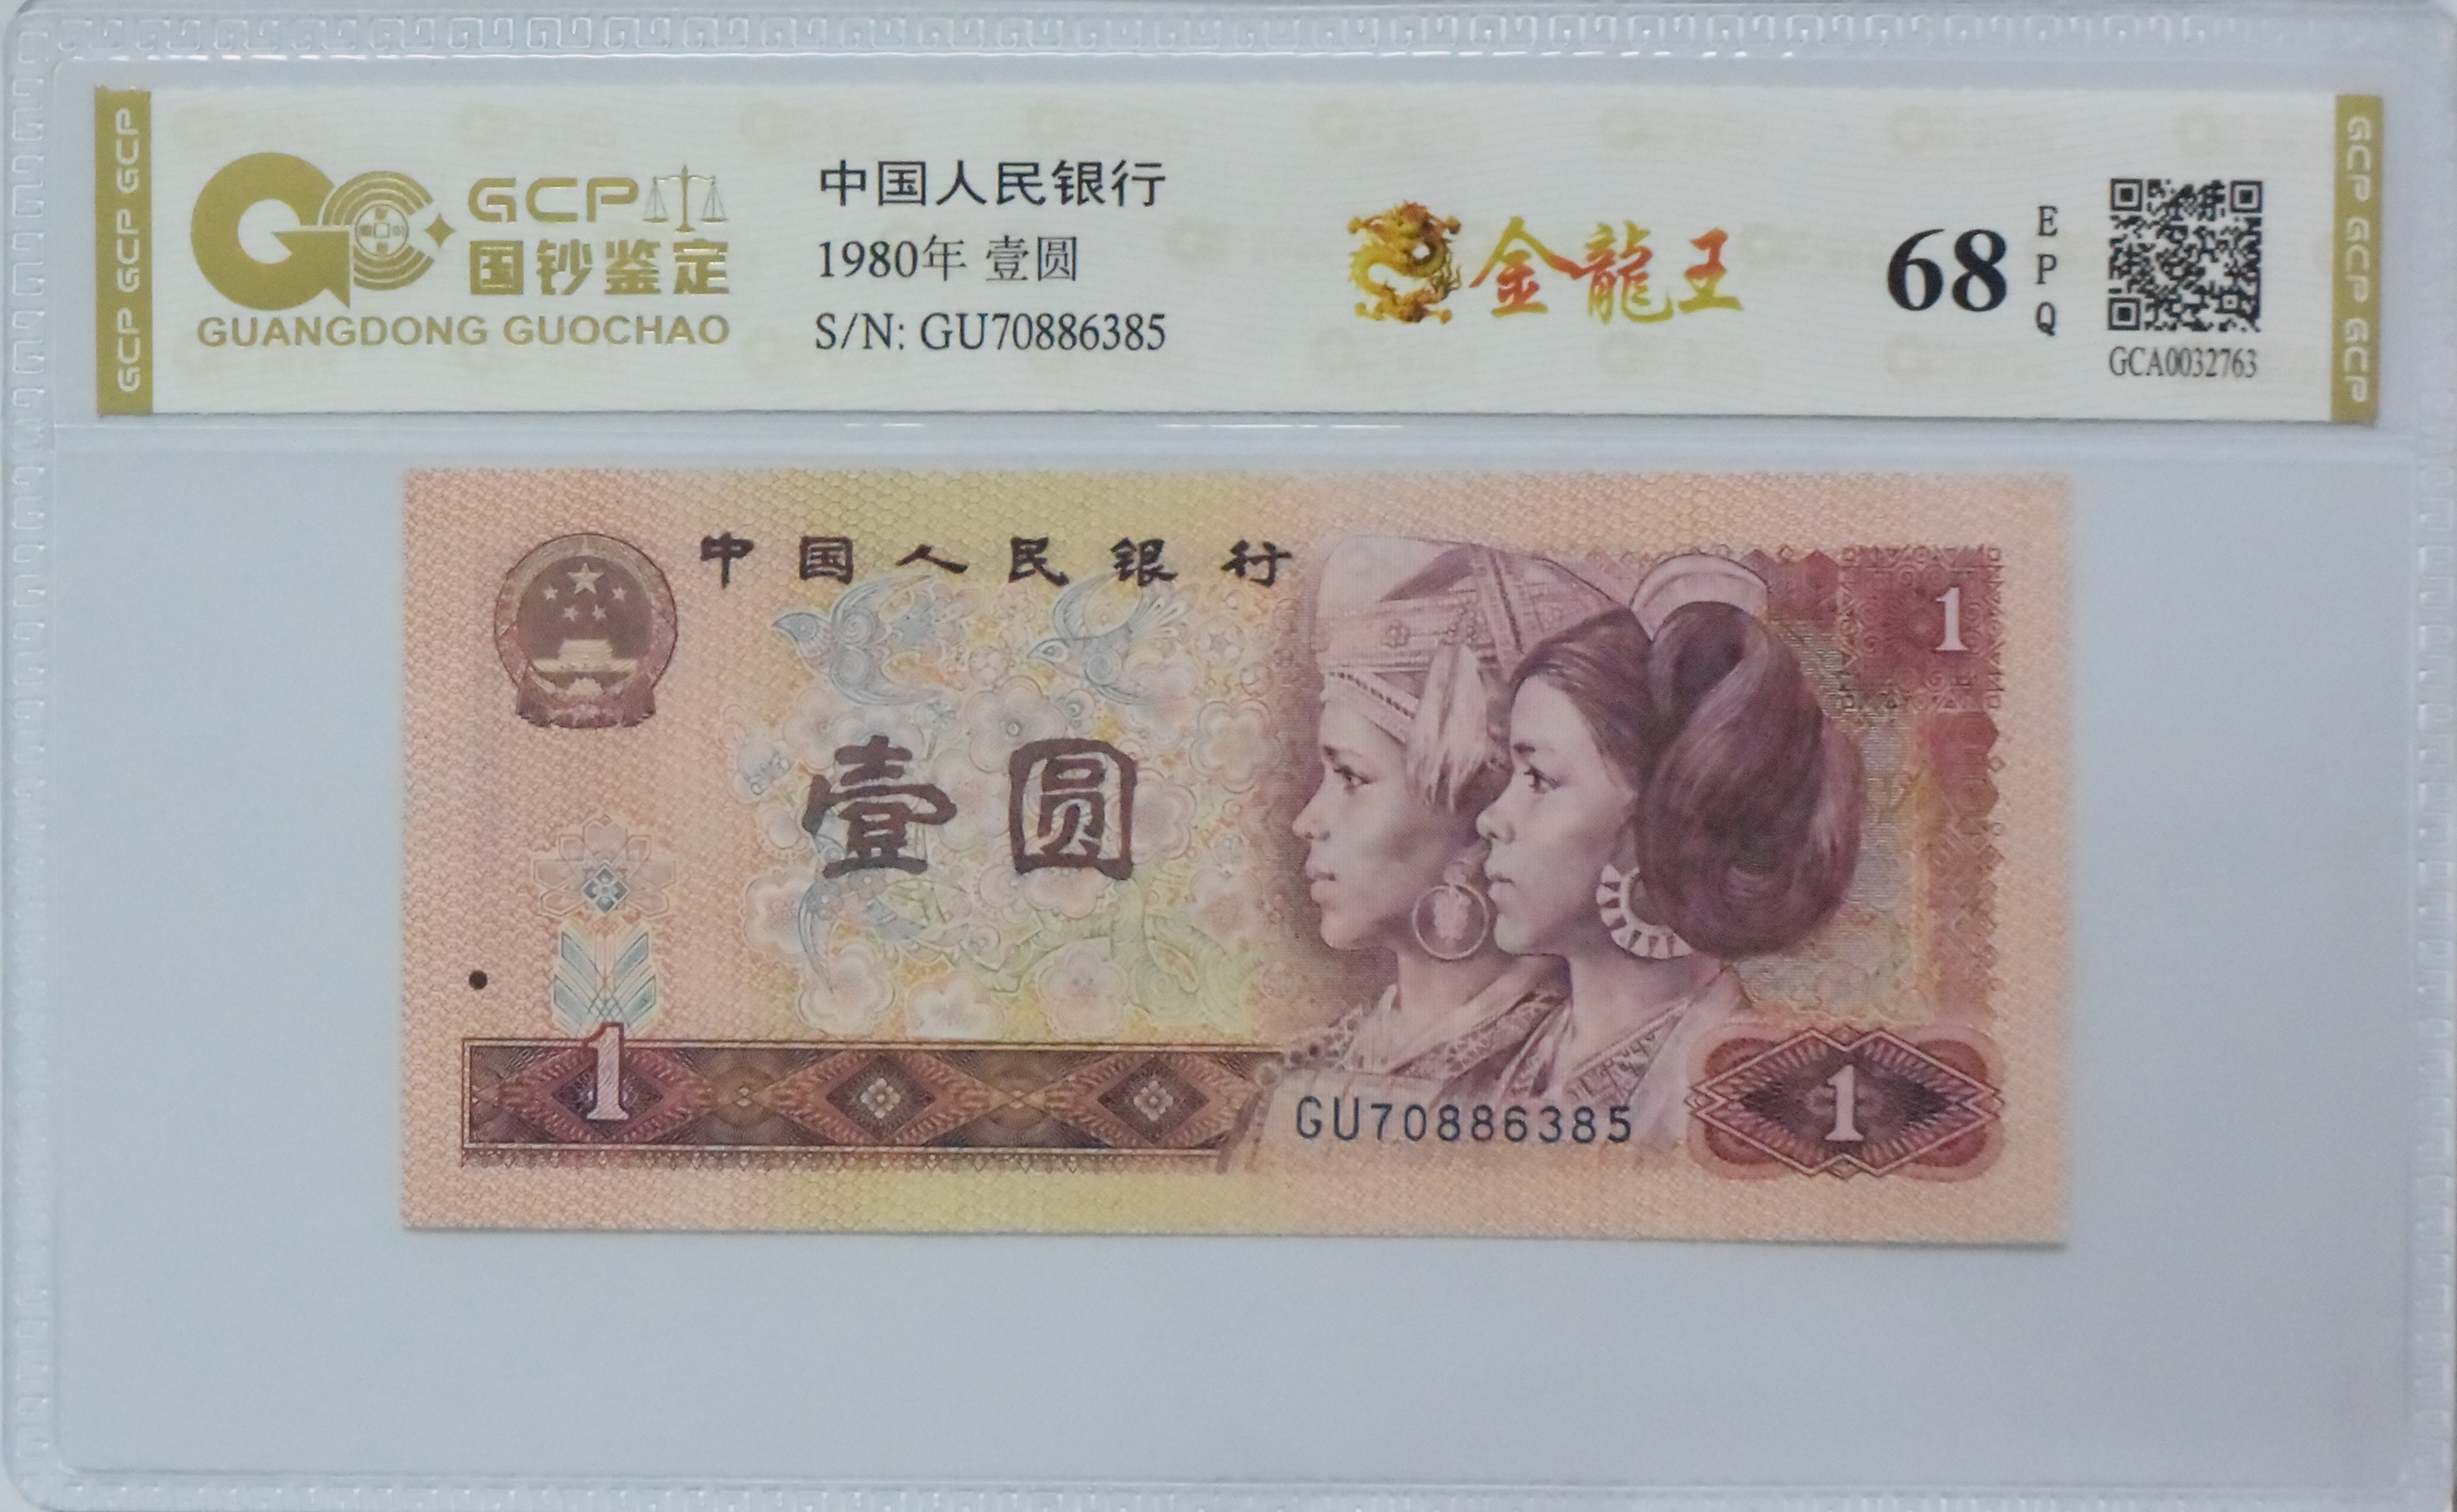 GCP GCP GCP
GCP
国钞鉴定
GUANGDONG GUOCHAO
中国人民银行
1980年 壹圆
S/N: GU70886385
金龍王
68
EPQ
GCA0032763
GCP GCP GCP
中国人民银行
1
壹圆
1
GU70886385
1